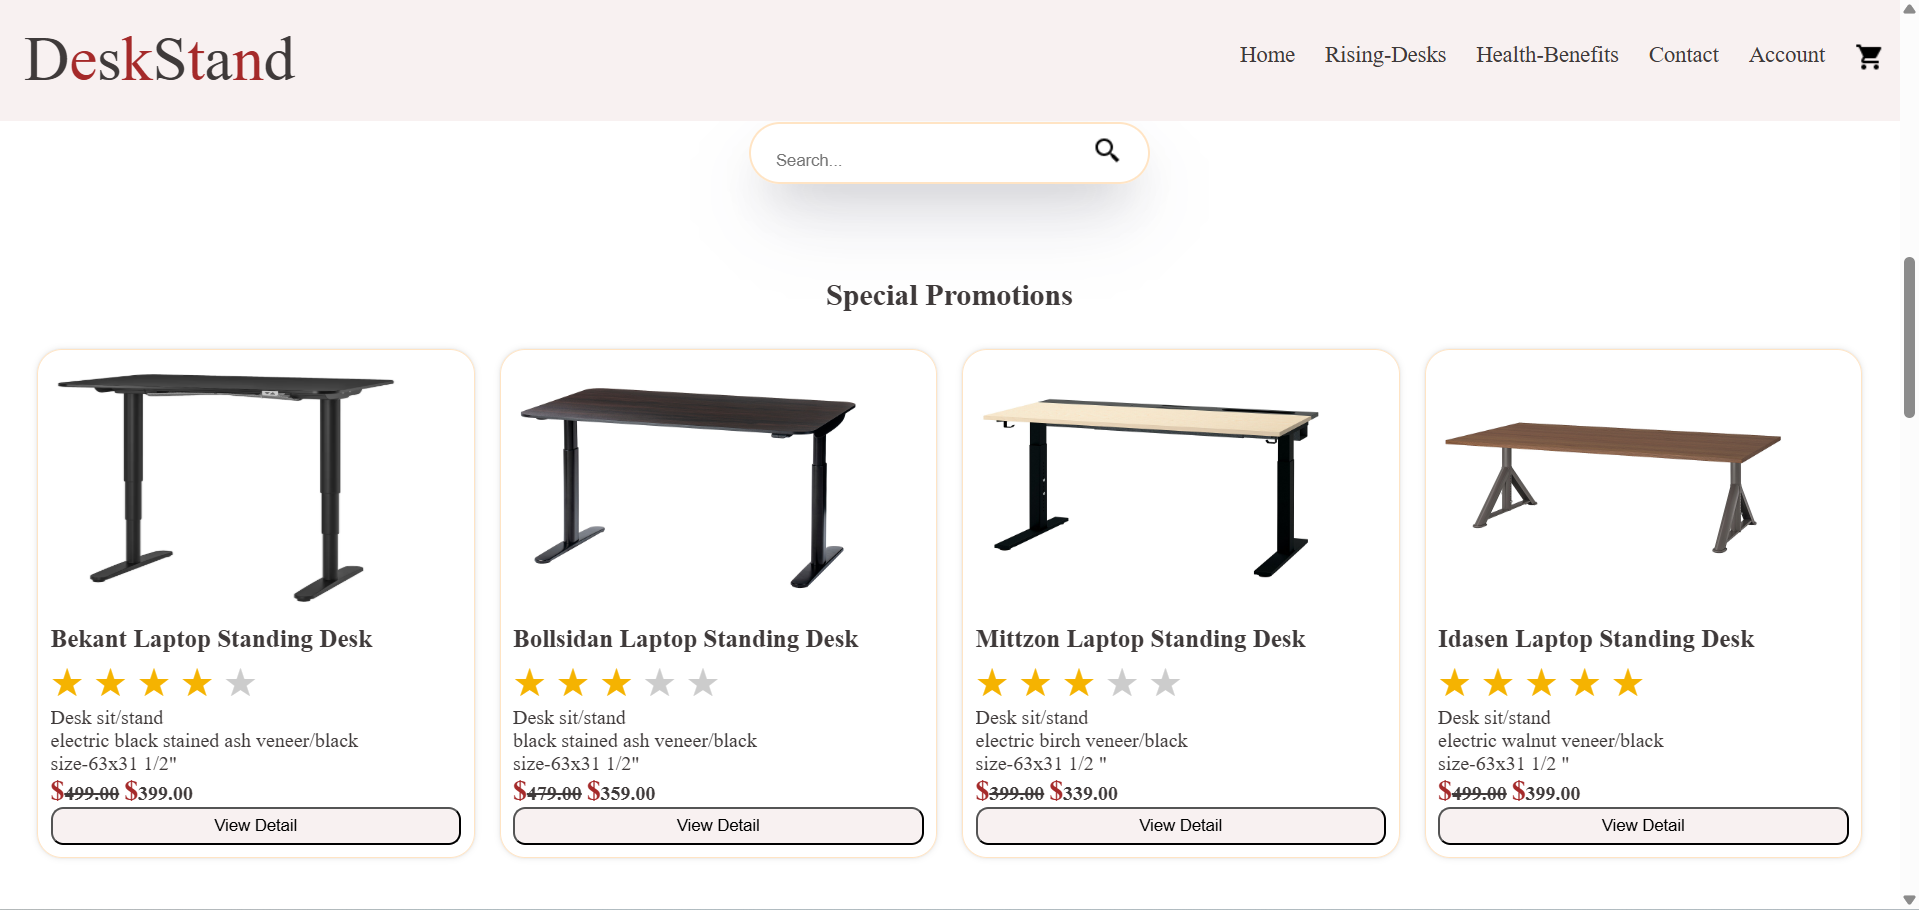 DeskStand
Home Rising-Desks Health-Benefits Contact Account
Search...
Special Promotions
Bekant Laptop Standing Desk
Desk sit/stand
electric black stained ash veneer/black
size-63x31 1/2"
$499.00 $399.00
View Detail
Bollsidan Laptop Standing Desk
Desk sit/stand
black stained ash veneer/black
size-63x31 1/2"
$479.00 $359.00
View Detail
Mittzon Laptop Standing Desk
Desk sit/stand
electric birch veneer/black
size-63x31 1/2 "
$399.00 $339.00
View Detail
Idasen Laptop Standing Desk
Desk sit/stand
electric walnut veneer/black
size-63x31 1/2 "
$499.00 $399.00
View Detail